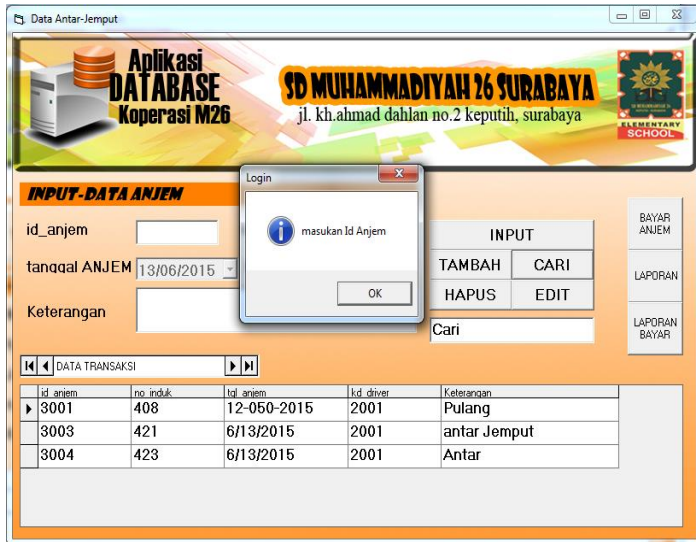 Data Antar-Jemput
Aplikasi
DATABASE
Koperasi M26
SD MUHAMMADIYAH 26 SURABAYA
jl. kh.ahmad dahlan no.2 keputih, surabaya
ELEMENTARY
SCHOOL
INPUT-DATA ANJEM
Login
masukan Id Anjem
OK
id_anjem
tanggal ANJEM 13/06/2015
Keterangan
INPUT
TAMBAH CARI
HAPUS EDIT
Cari
BAYAR
ANJEM
LAPORAN
LAPORAN
BAYAR
DATA TRANSAKSI
id_anjem no_induk tgl_anjem kd_driver Keterangan
3001 408 12-050-2015 2001 Pulang
3003 421 6/13/2015 2001 antar Jemput
3004 423 6/13/2015 2001 Antar